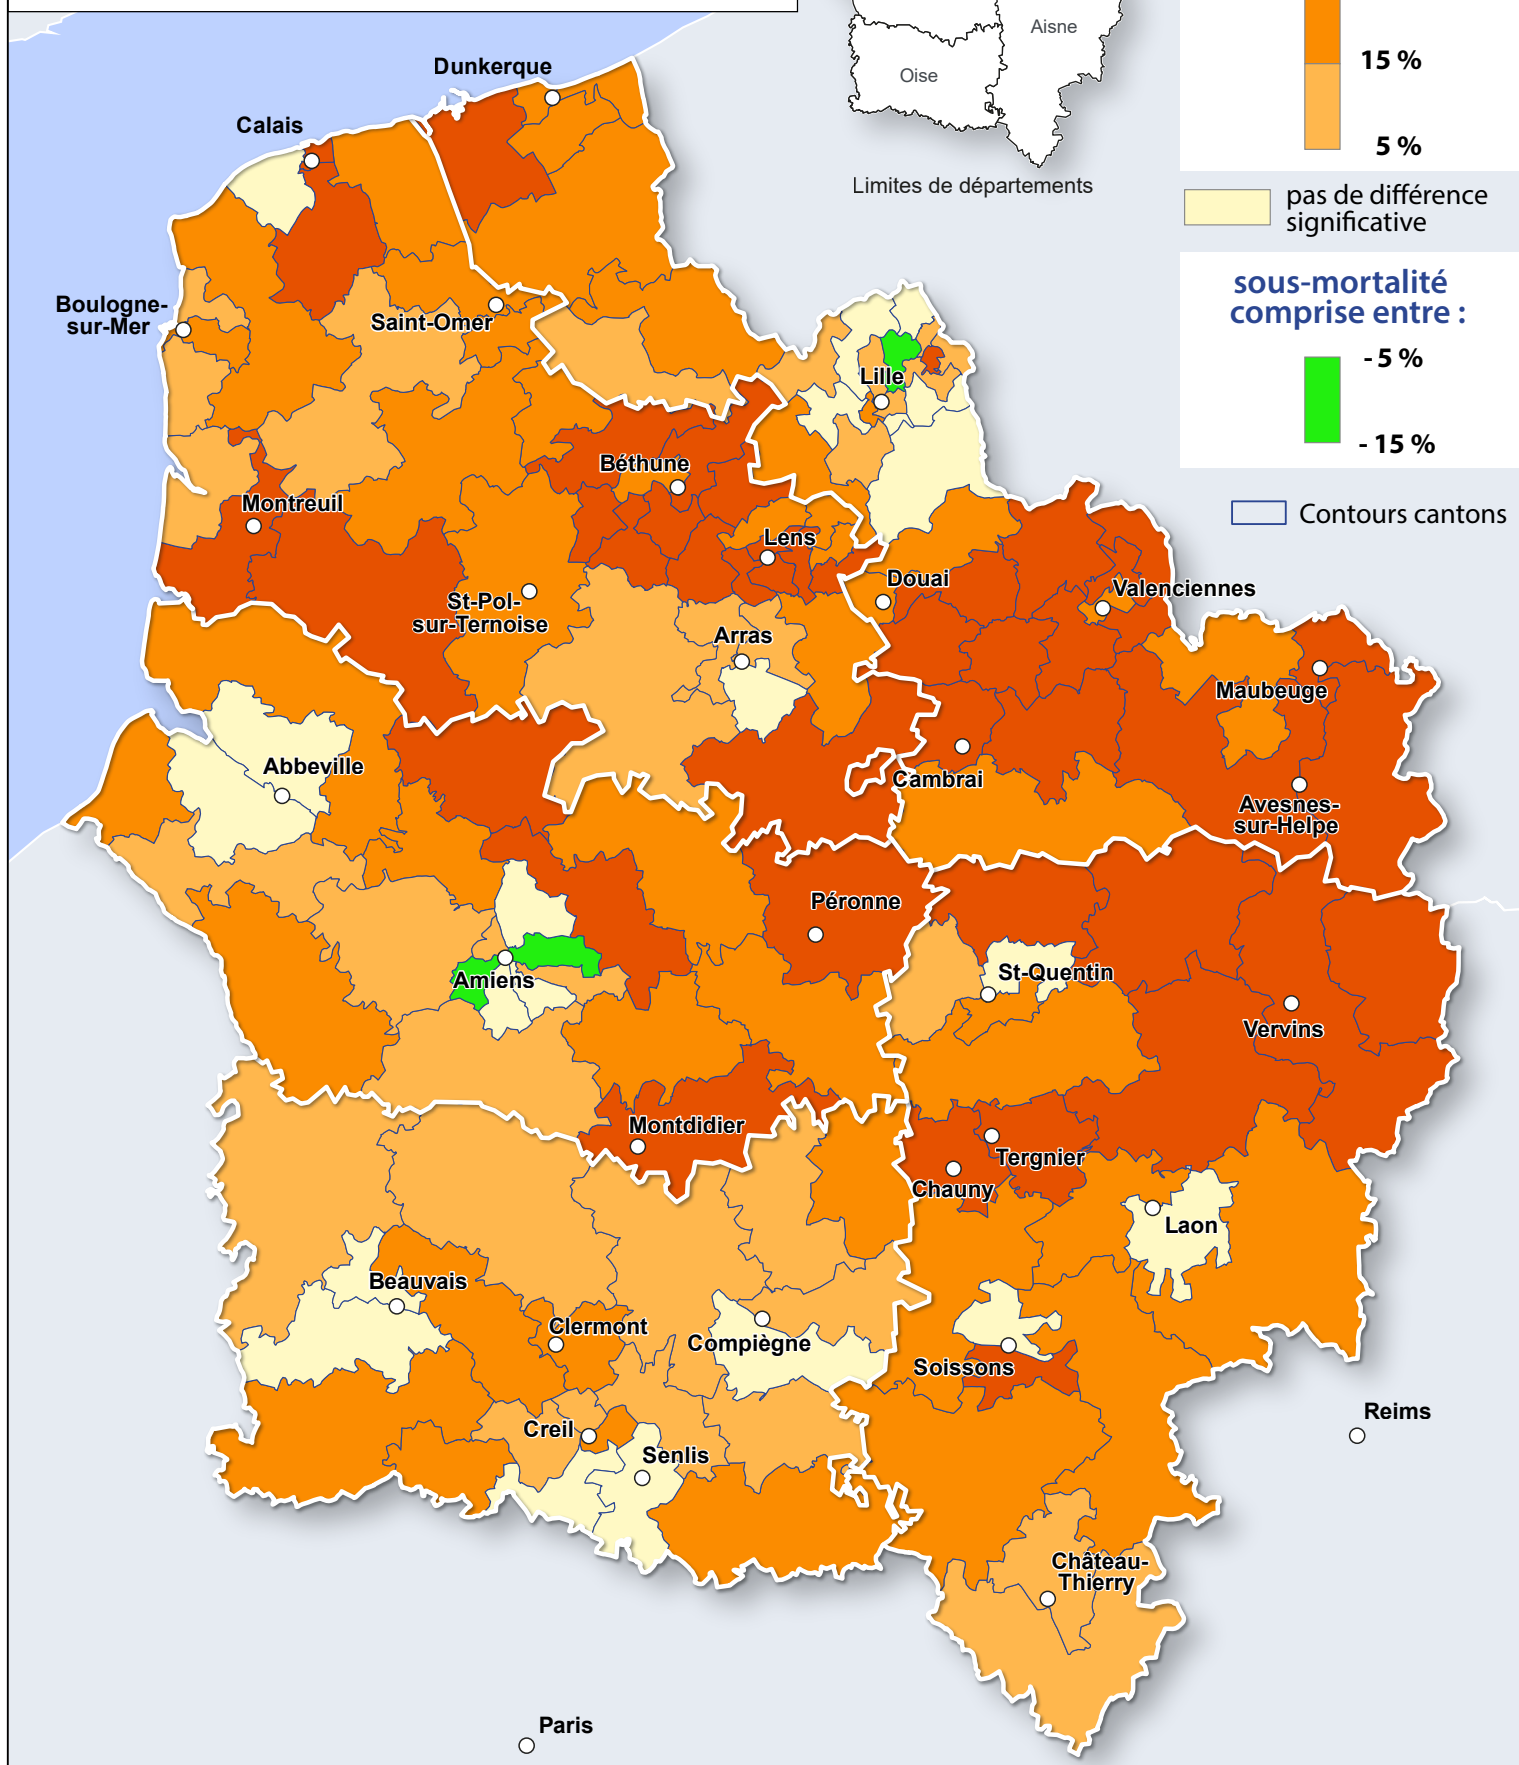 Aisne
Oise
Limites de départements
15 %
5 %
pas de différence
significative
sous-mortalité
comprise entre :
- 5 %
- 15 %
Contours cantons
Dunkerque
Calais
Boulogne-
sur-Mer
Saint-Omer
Lille
Béthune
Montreuil
Lens
Douai
Valenciennes
St-Pol-
sur-Ternoise
Arras
Maubeuge
Abbeville
Cambrai
Avesnes-
sur-Helpe
Péronne
Amiens
St-Quentin
Vervins
Montdidier
Tergnier
Chauny
Laon
Beauvais
Clermont
Compiègne
Soissons
Reims
Creil
Senlis
Château-
Thierry
Paris